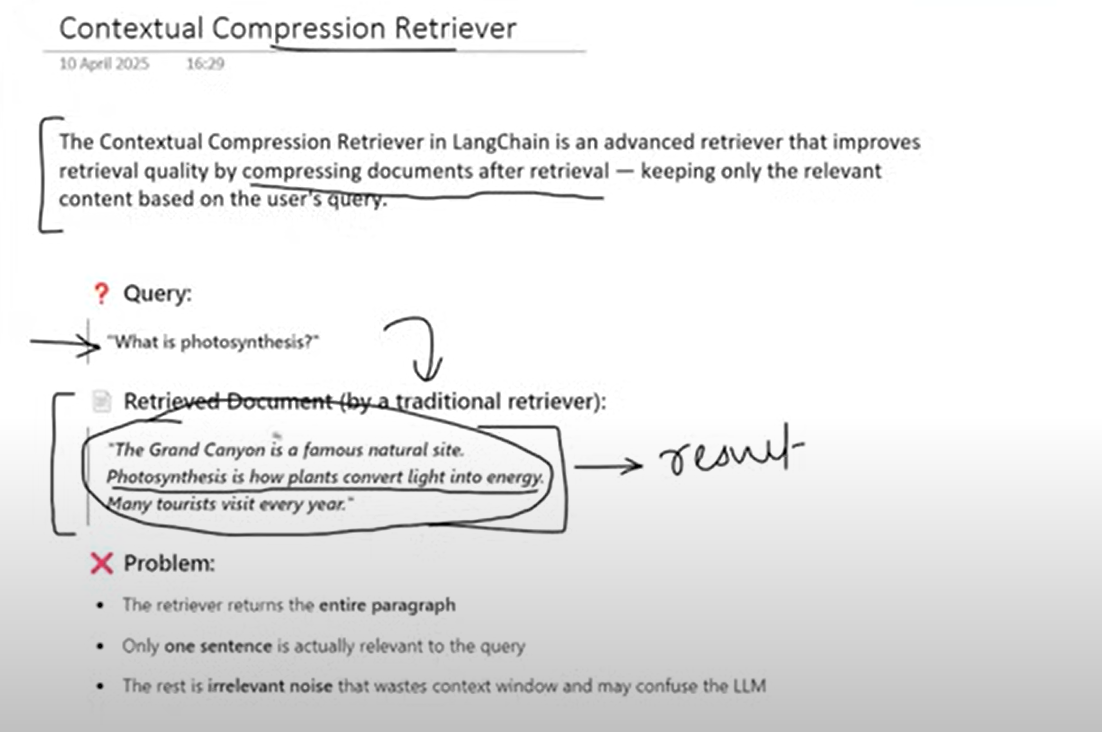 Contextual Compression Retriever
10 April 2025 16:29
The Contextual Compression Retriever in LangChain is an advanced retriever that improves
retrieval quality by compressing documents after retrieval — keeping only the relevant
content based on the user's query.
❓ Query:
"What is photosynthesis?"
📄 Retrieved Document (by a traditional retriever):
"The Grand Canyon is a famous natural site.
Photosynthesis is how plants convert light into energy.
Many tourists visit every year."
→ result
❌ Problem:
• The retriever returns the entire paragraph
• Only one sentence is actually relevant to the query
• The rest is irrelevant noise that wastes context window and may confuse the LLM